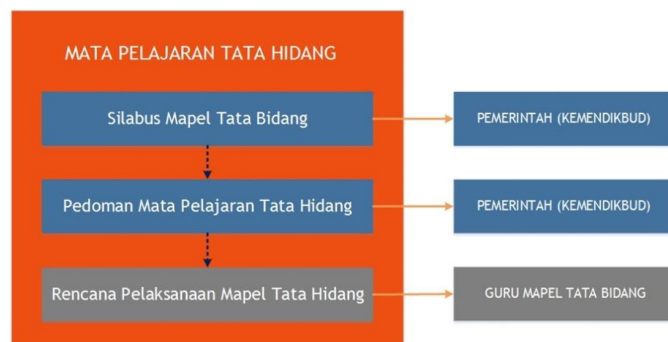 MATA PELAJARAN TATA HIDANG
Silabus Mapel Tata Bidang
PEMERINTAH (KEMENDIKBUD)
Pedoman Mata Pelajaran Tata Hidang
PEMERINTAH (KEMENDIKBUD)
Rencana Pelaksanaan Mapel Tata Hidang
GURU MAPEL TATA BIDANG